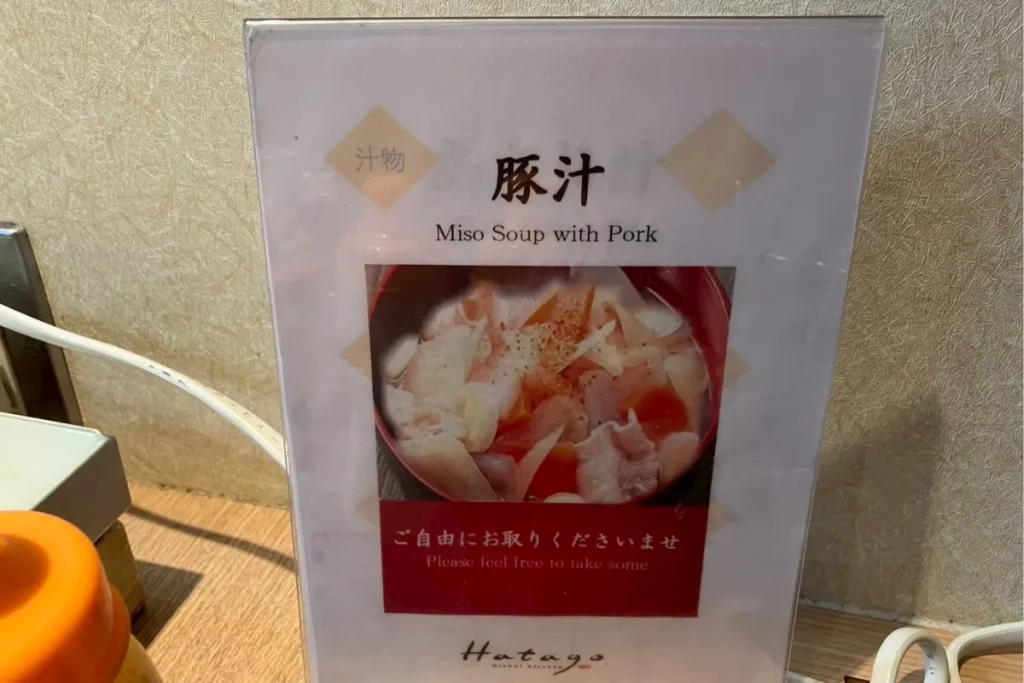 汁物
豚汁
Miso Soup with Pork
ご自由にお取りくださいませ
Please feel free to take some
Hatago